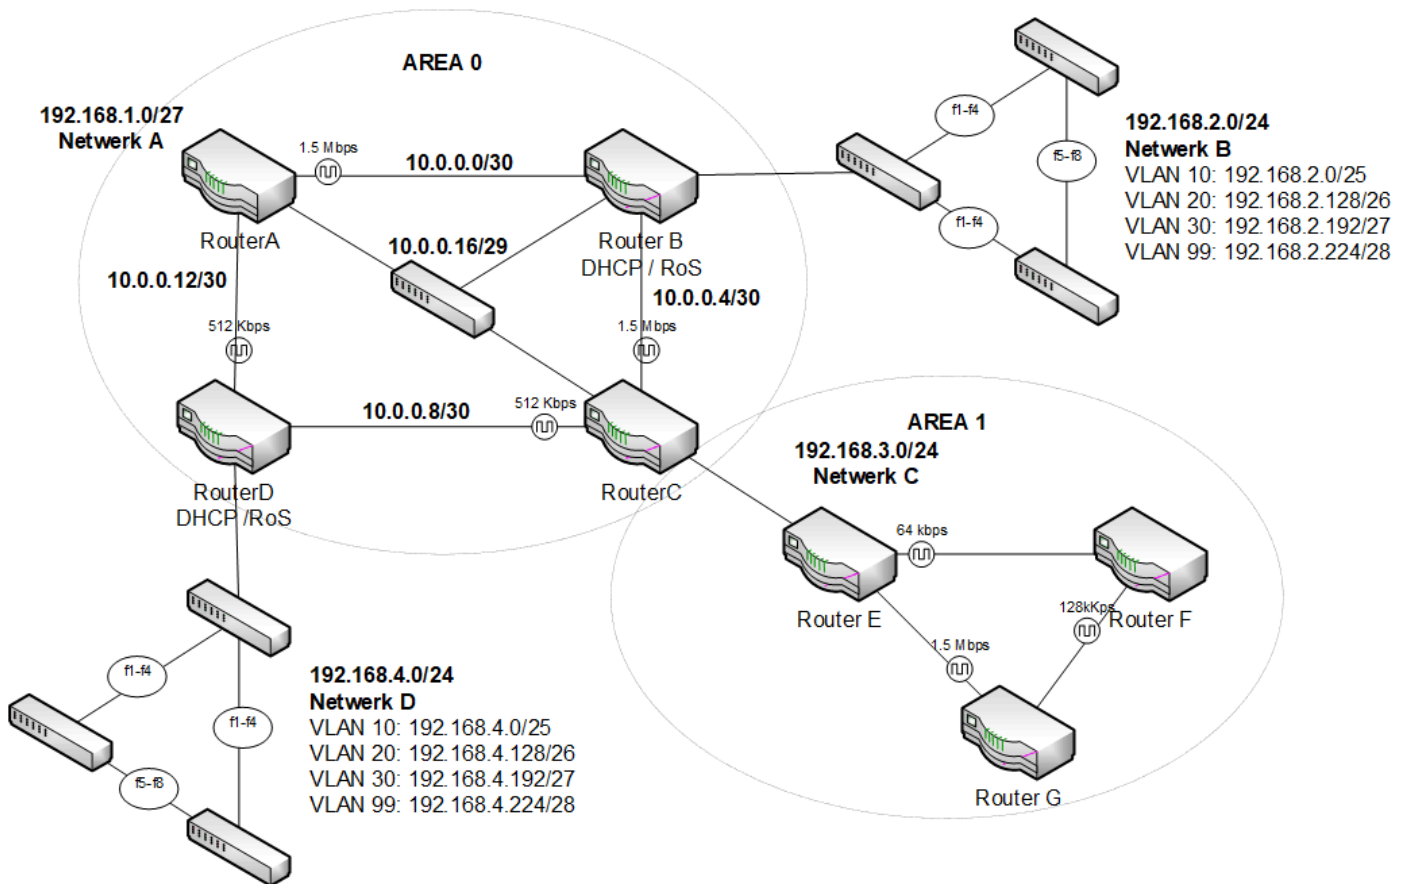 AREA 0
192.168.1.0/27
Netwerk A
1.5 Mbps
10.0.0.0/30
RouterA
10.0.0.16/29
Router B
DHCP / RoS
10.0.0.12/30
10.0.0.4/30
512 Kbps
1.5 Mbps
10.0.0.8/30
512 Kbps
RouterD
DHCP /RoS
RouterC
f1-f4
f5-f8
f1-f4
192.168.2.0/24
Netwerk B
VLAN 10: 192.168.2.0/25
VLAN 20: 192.168.2.128/26
VLAN 30: 192.168.2.192/27
VLAN 99: 192.168.2.224/28
AREA 1
192.168.3.0/24
Netwerk C
64 kbps
Router E
128kKps
Router F
1.5 Mbps
Router G
f1-f4
f1-f4
f5-f8
192.168.4.0/24
Netwerk D
VLAN 10: 192.168.4.0/25
VLAN 20: 192.168.4.128/26
VLAN 30: 192.168.4.192/27
VLAN 99: 192.168.4.224/28